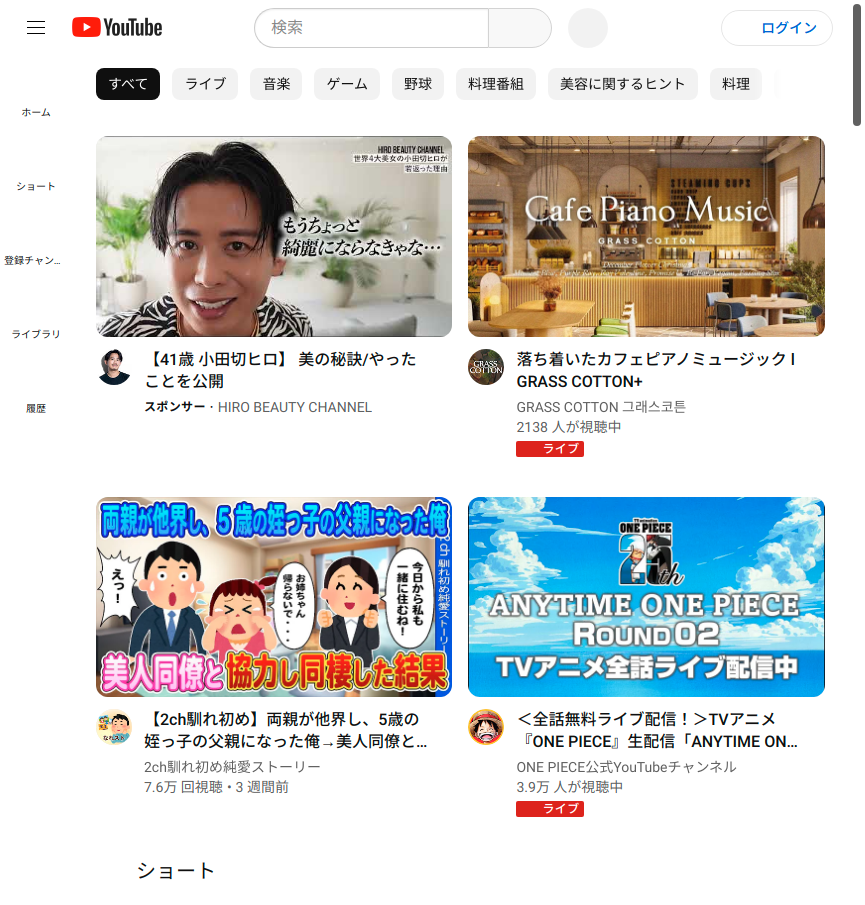 YouTube
検索
ログイン
すべて
ライブ
音楽
ゲーム
野球
料理番組
美容に関するヒント
料理
ホーム
ショート
登録チャン…
ライブラリ
履歴
HIRO BEAUTY CHANNEL
世界4大美女の小田切ヒロが
若返った理由
もうちょっと
綺麗にならなきゃな…
【41歳 小田切ヒロ】 美の秘訣/やった
ことを公開
スポンサー・HIRO BEAUTY CHANNEL
STEAMING CUPS
Cafe Piano Music
GRASS COTTON
GRASS
COTTON
落ち着いたカフェピアノミュージック l
GRASS COTTON+
GRASS COTTON 그래스코튼
2138 人が視聴中
ライブ
両親が他界し、5歳の姪っ子の父親になった俺
2ch 馴れ初め純愛ストーリー
えっ！
お姉ちゃん
帰らないで・・・
今日から私も
一緒に住むね！
美人同僚と協力し同棲した結果
【2ch馴れ初め】両親が他界し、5歳の
姪っ子の父親になった俺→美人同僚と…
2ch馴れ初め純愛ストーリー
7.6万 回視聴・3 週間前
ONE PIECE
25th
ANYTIME ONE PIECE
ROUND 02
TVアニメ全話ライブ配信中
＜全話無料ライブ配信！＞TVアニメ
『ONE PIECE』生配信「ANYTIME ON…
ONE PIECE公式YouTubeチャンネル
3.9万 人が視聴中
ライブ
ショート